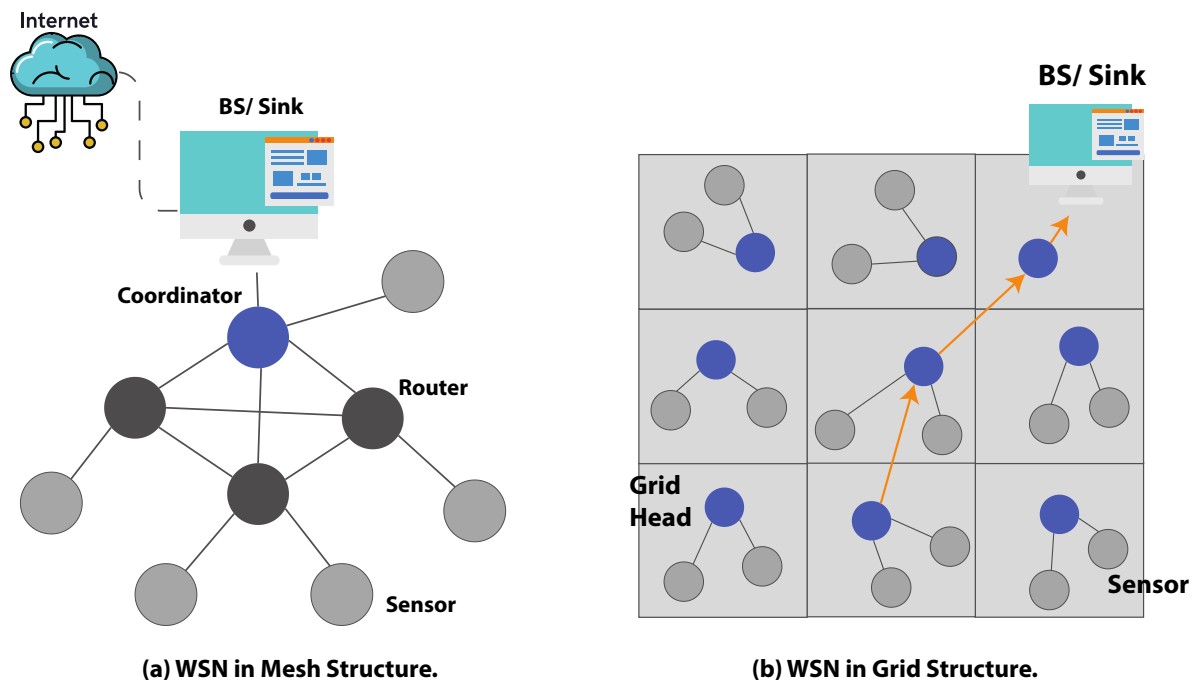 Internet
BS/ Sink
Coordinator
Router
Sensor
(a) WSN in Mesh Structure.
BS/ Sink
Grid
Head
Sensor
(b) WSN in Grid Structure.